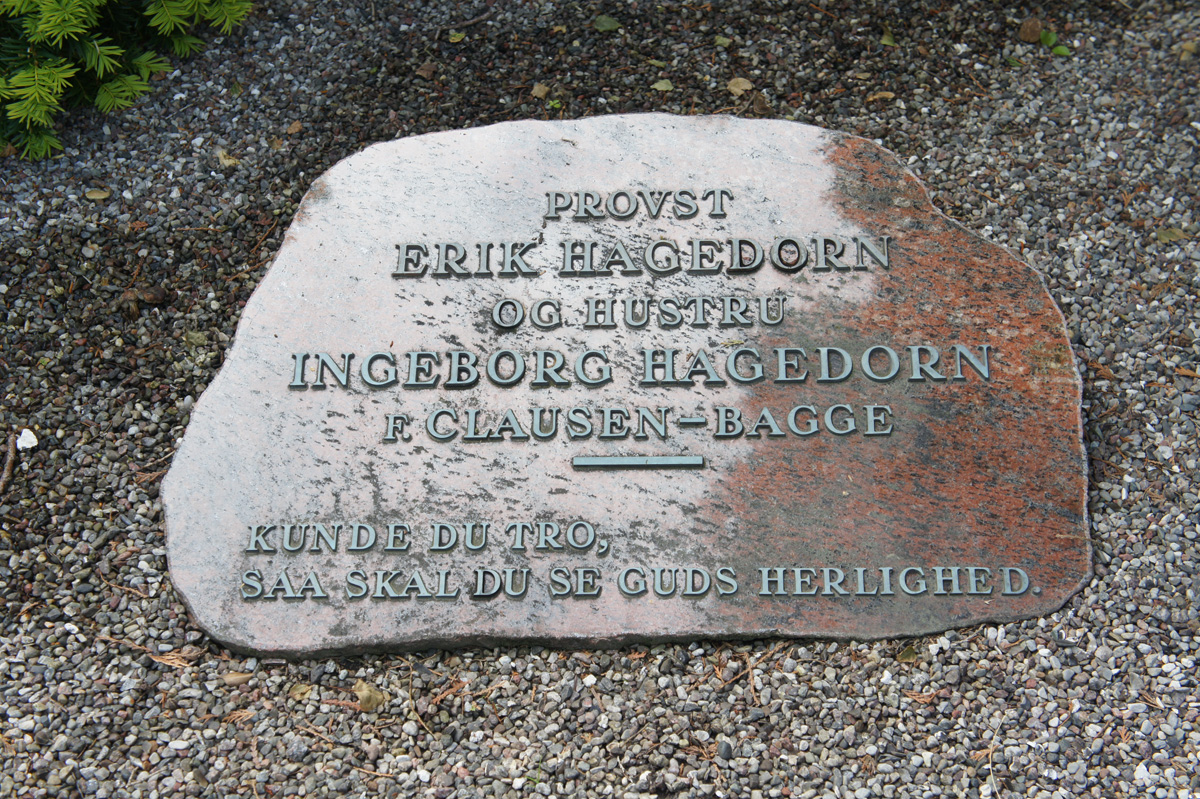 PROVST
ERIK HAGEDORN
OG HUSTRU
INGEBORG HAGEDORN
F. CLAUSEN-BAGGE
KUNDE DU TRO,
SAA SKAL DU SE GUDS HERLIGHED.